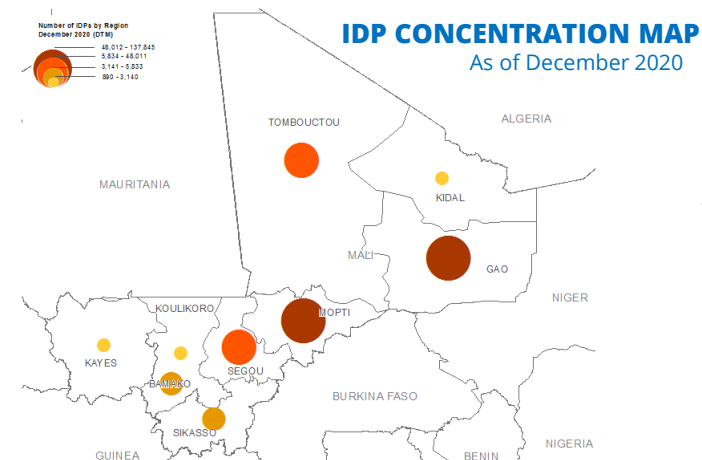 Number of IDPs by Region
December 2020 (DTM)
48,012 - 137,845
5,834 - 48,011
3,141 - 5,833
890 - 3,140
IDP CONCENTRATION MAP
As of December 2020
TOMBOUCTOU
ALGERIA
MAURITANIA
KIDAL
MALI
GAO
NIGER
KOULIKORO
MOPTI
KAYES
SEGOU
BAMAKO
BURKINA FASO
SIKASSO
NIGERIA
GUINEA
BENIN